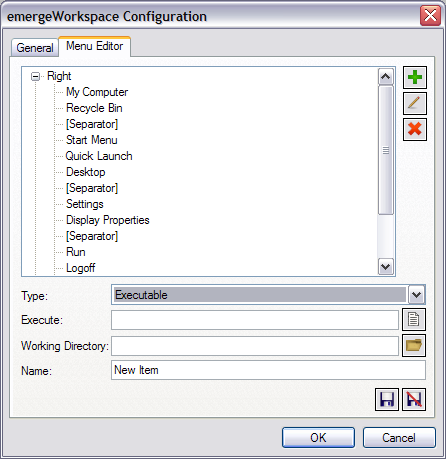 emergeWorkspace Configuration
General
Menu Editor
Right
My Computer
Recycle Bin
[Separator]
Start Menu
Quick Launch
Desktop
[Separator]
Settings
Display Properties
[Separator]
Run
Logoff
Type:
Executable
Execute:
Working Directory:
Name:
New Item
OK
Cancel